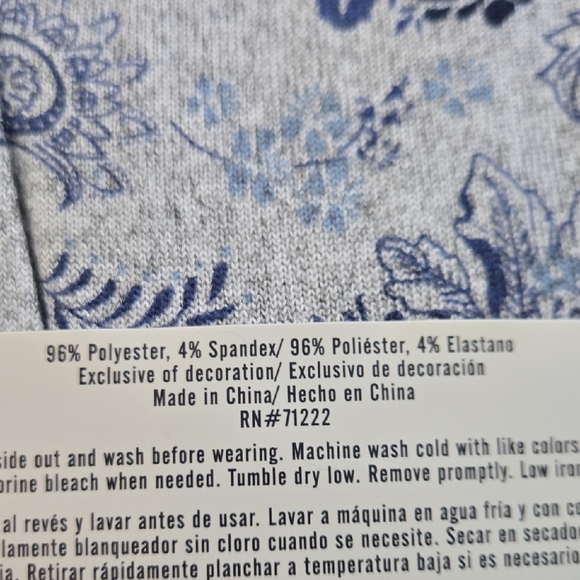 96% Polyester, 4% Spandex/ 96% Poliéster, 4% Elastano
Exclusive of decoration/ Exclusivo de decoración
Made in China/ Hecho en China
RN#71222
side out and wash before wearing. Machine wash cold with like colors.
orine bleach when needed. Tumble dry low. Remove promptly. Low iron
al revés y lavar antes de usar. Lavar a máquina en agua fría y con co
lamente blanqueador sin cloro cuando se necesite. Secar en secado
ia. Retirar rápidamente planchar a temperatura baja si es necesario